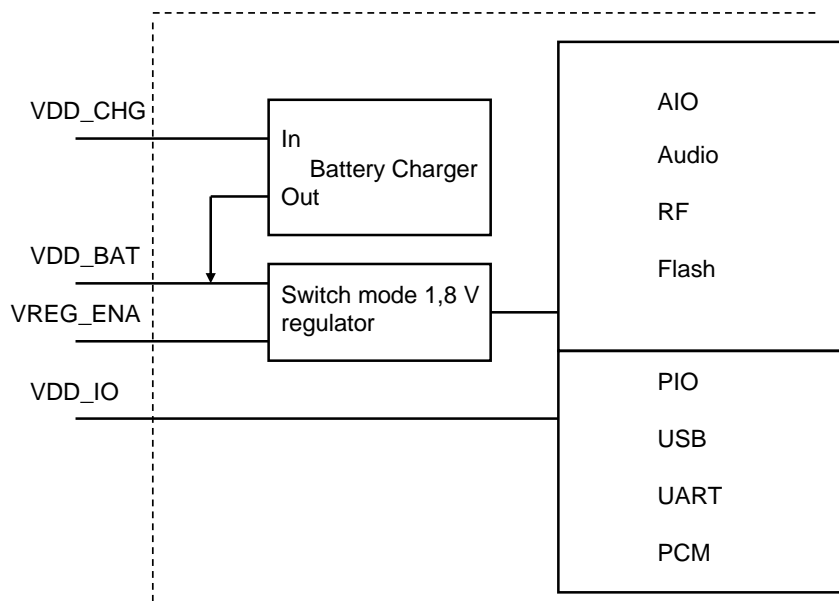 VDD_CHG
In
Battery Charger
Out
VDD_BAT
VREG_ENA
Switch mode 1,8 V
regulator
VDD_IO
AIO
Audio
RF
Flash
PIO
USB
UART
PCM